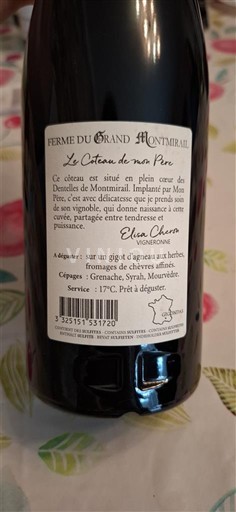 FERME DU GRAND MONTMIRAIL
Le Coteau de mon Père
Ce côteau est situé en plein cœur des
Destelles de Montmirail. Implanté par Mon
Père, c'est avec délicatesse que je prends soin
de son vignoble, qui donne naissance à cette
cuvée, partagée entre tendresse et
puissance.
Elisa Cheron
VIGNERONNE
A déguster : sur un gigot d'agneau aux herbes,
fromages de chèvres affinés.
Cépages : Grenache, Syrah, Mourvèdre.
Service : 17°C. Prêt à déguster.
3 325151 531720
GIGONDAS